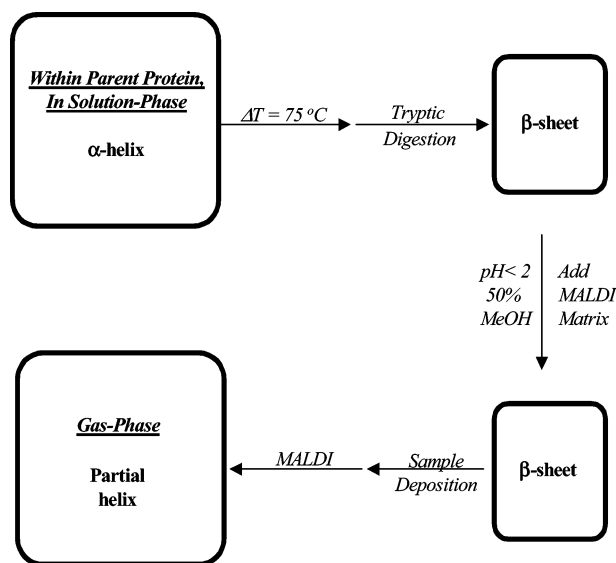 Within Parent Protein,
In Solution-Phase
α-helix
ΔT = 75 °C
Tryptic
Digestion
β-sheet
pH< 2
50%
MeOH
Add
MALDI
Matrix
β-sheet
Sample
Deposition
MALDI
Gas-Phase
Partial
helix